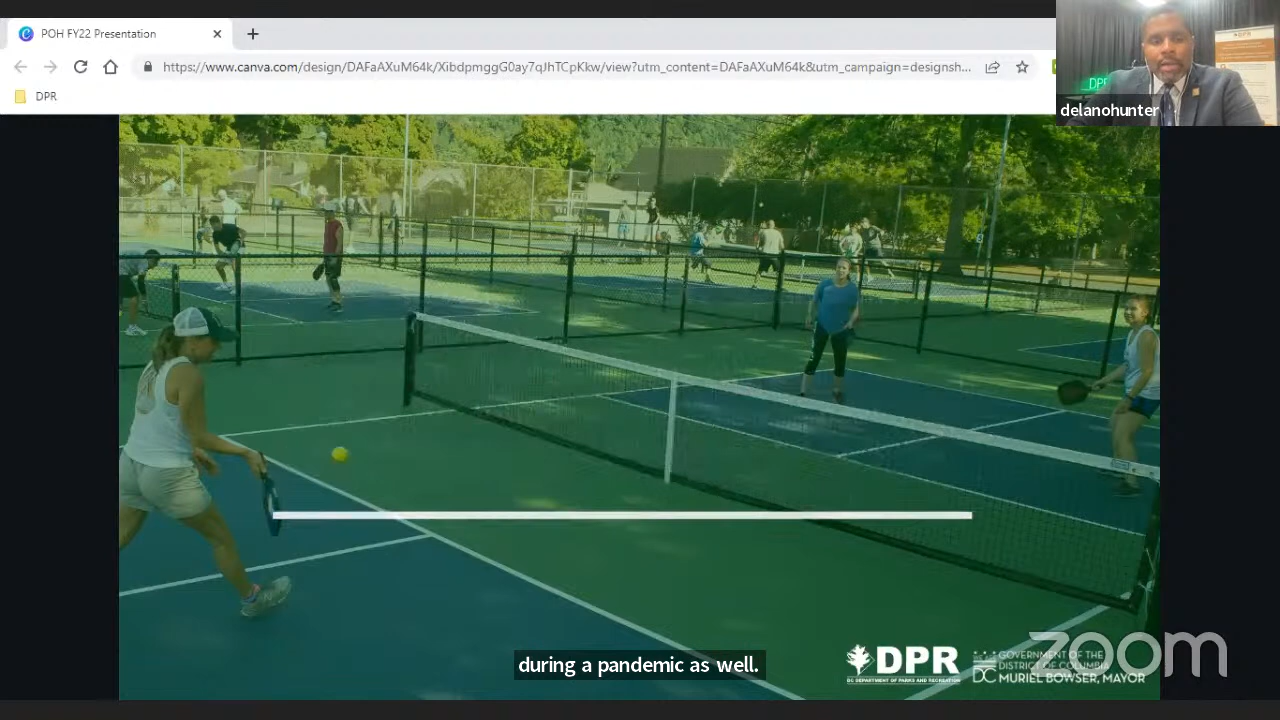 POH FY22 Presentation
https://www.canva.com/design/DAFaAXuM64k/XibdpmggG0av7qJhTCpKkw/view?utm_content=DAFaAXuM64k&utm_campaign=designsh...
DPR
DPR
delanohunter
during a pandemic as well.
DPR
DC DEPARTMENT OF PARKS AND RECREATION
GOVERNMENT OF THE
DISTRICT OF COLUMBIA
DC MURIEL BOWSER, MAYOR
zoom